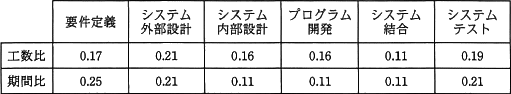 要件定義 システム外部設計 システム内部設計 プログラム開発 システム結合 システムテスト
工数比 0.17 0.21 0.16 0.16 0.11 0.19
期間比 0.25 0.21 0.11 0.11 0.11 0.21